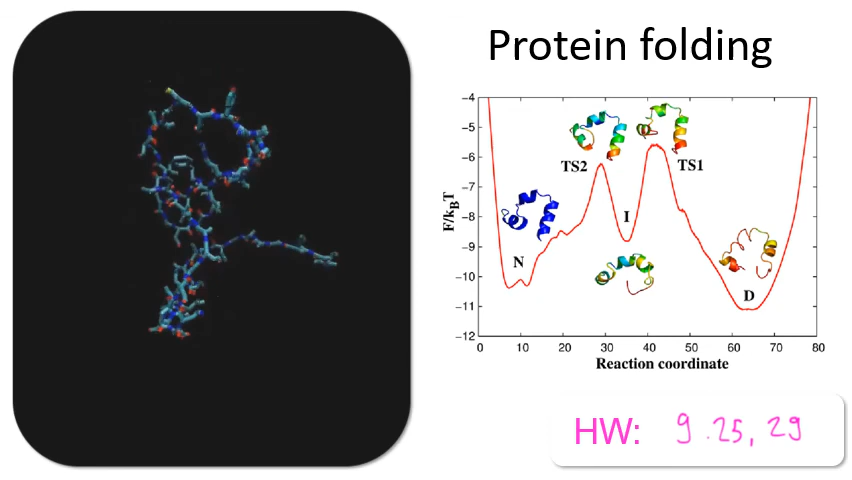 Protein folding
−4
−5
−6
−7
−8
−9
−10
−11
−12
F/kBT
TS2
TS1
I
N
D
0 10 20 30 40 50 60 70 80
Reaction coordinate
HW: 9.25, 29